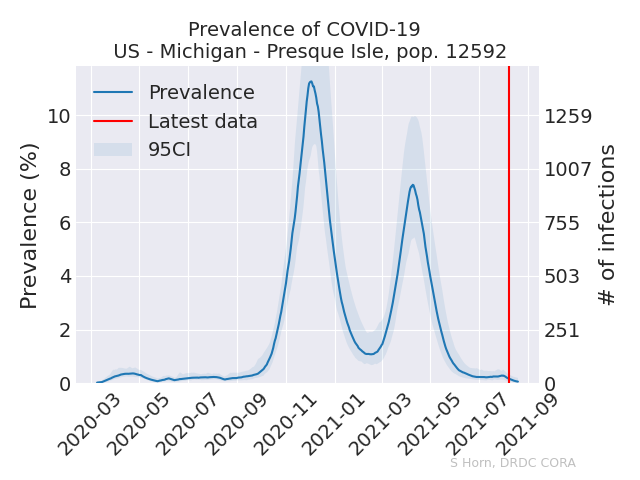 Prevalence of COVID-19
US - Michigan - Presque Isle, pop. 12592
Prevalence
Latest data
95CI
Prevalence (%)
10
8
6
4
2
0
1259
1007
755
503
251
0
# of infections
2020-03
2020-05
2020-07
2020-09
2020-11
2021-01
2021-03
2021-05
2021-07
2021-09
S Horn, DRDC CORA